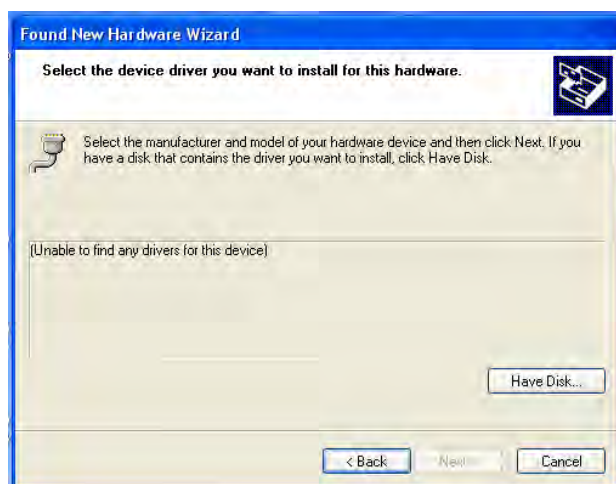 Found New Hardware Wizard
Select the device driver you want to install for this hardware.
Select the manufacturer and model of your hardware device and then click Next. If you
have a disk that contains the driver you want to install, click Have Disk.
(Unable to find any drivers for this device)
Have Disk...
< Back
Next
Cancel